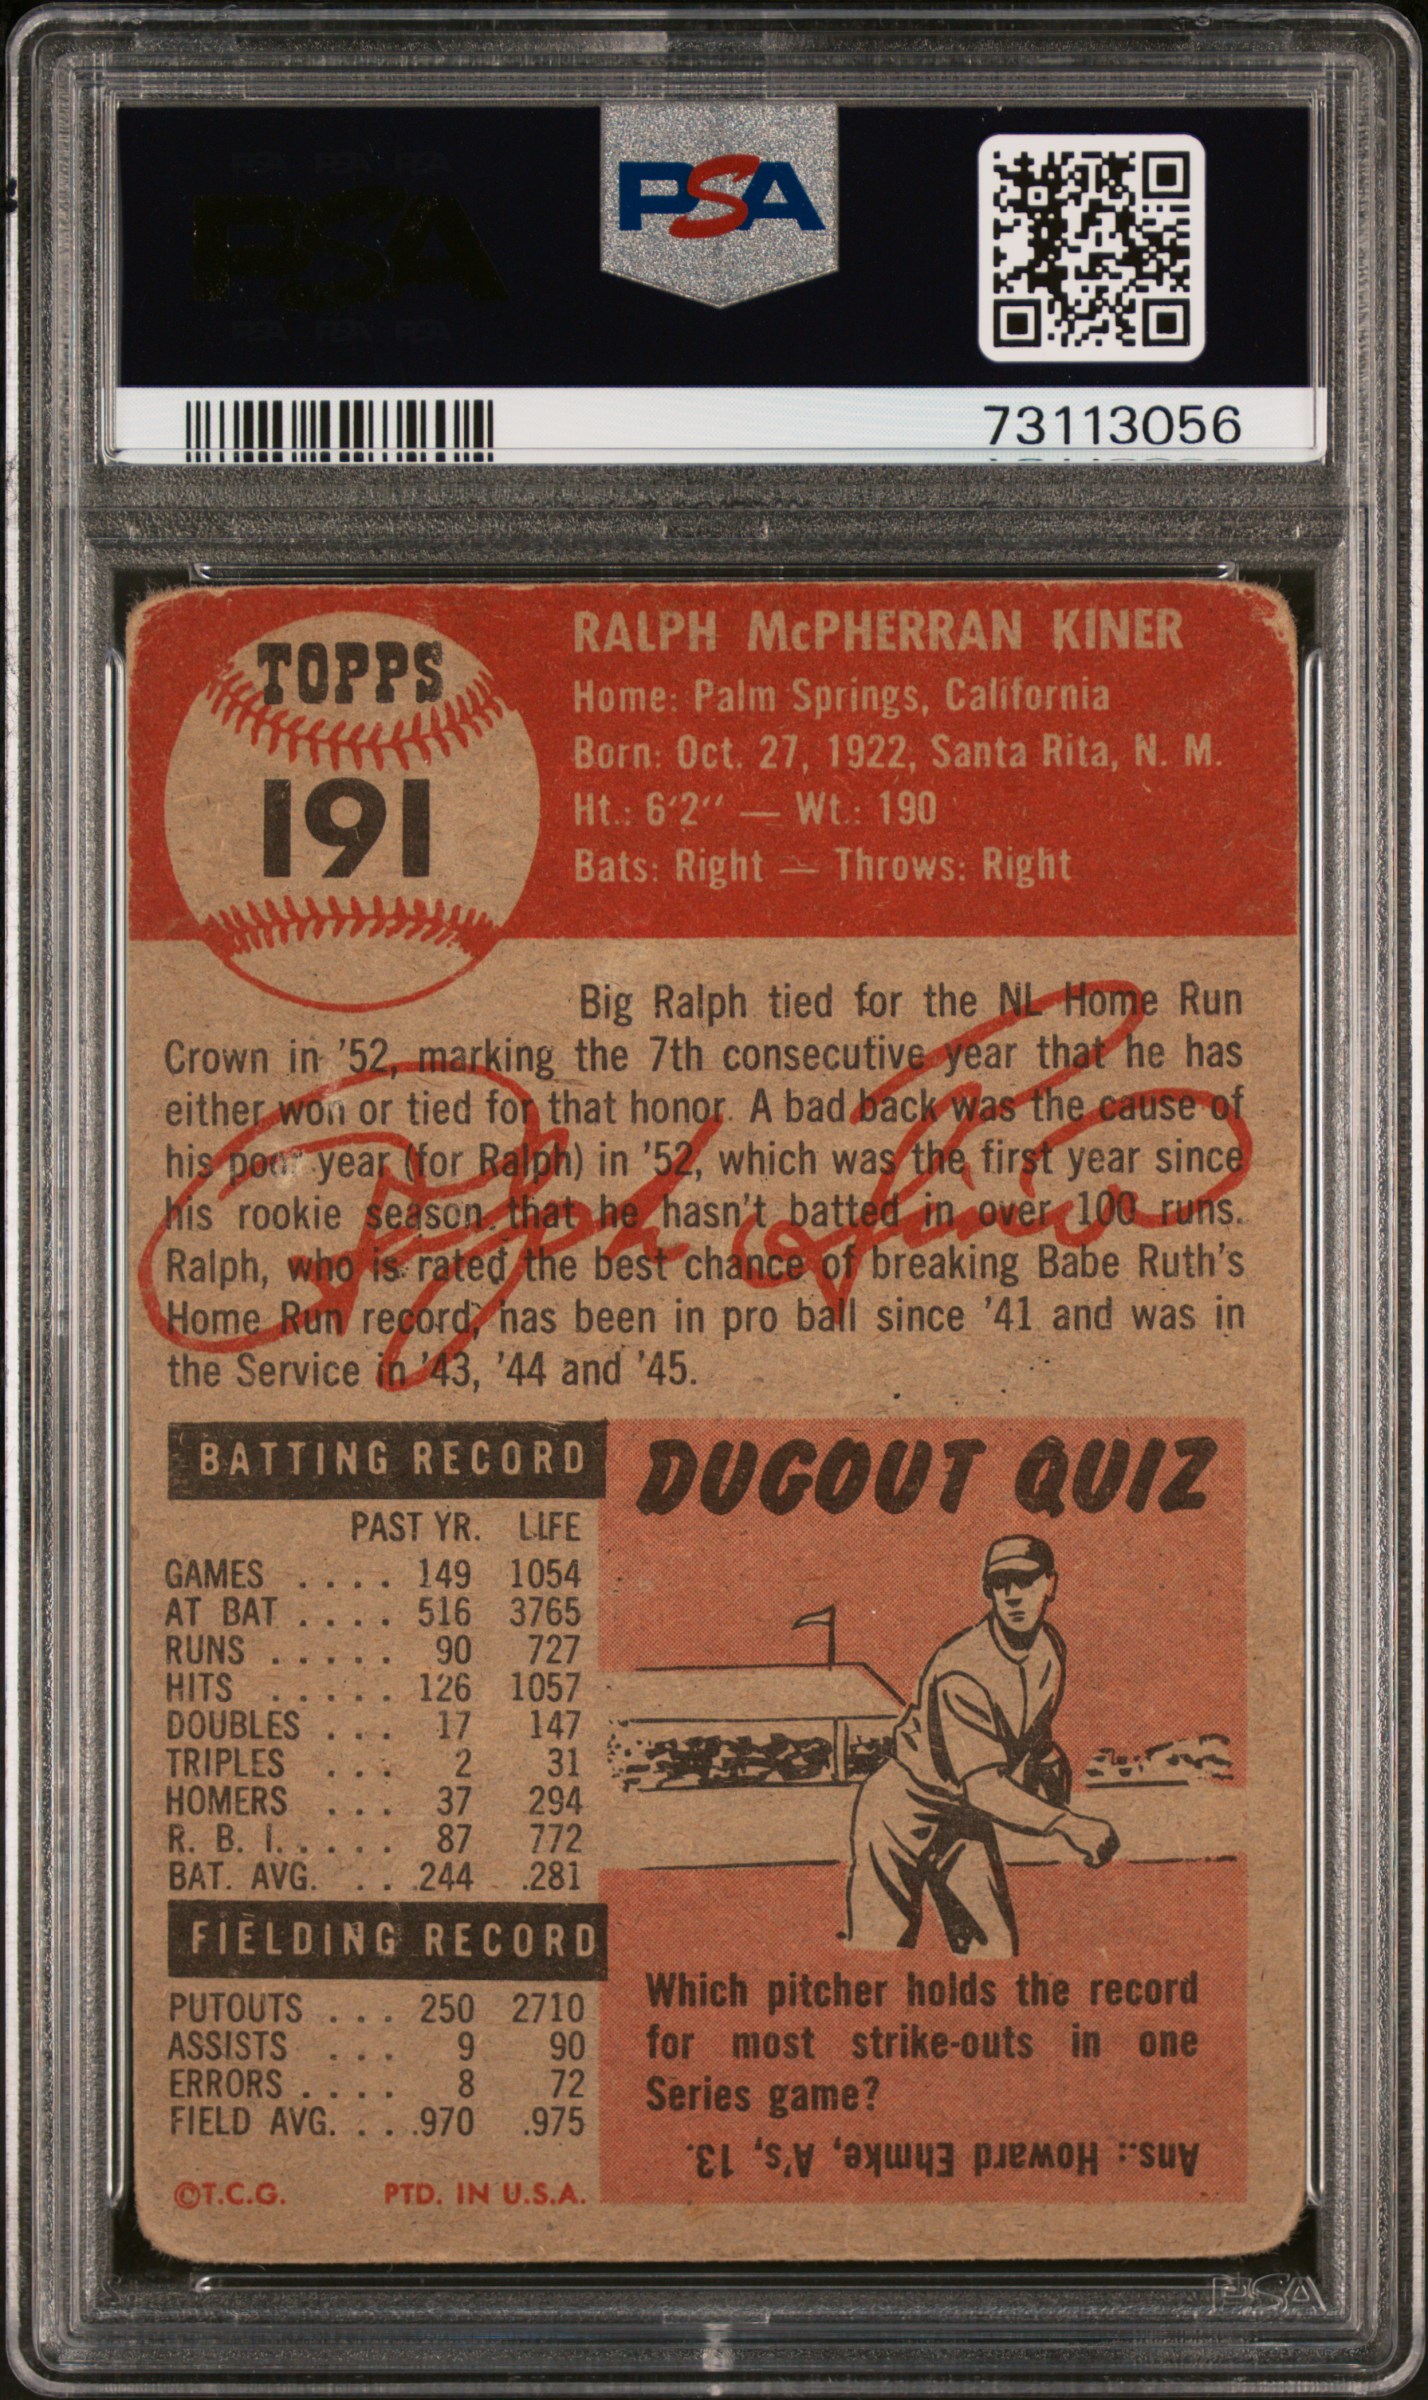 PSA
PSA
73113056
TOPPS
191
RALPH McPHERRAN KINER
Home: Palm Springs, California
Born: Oct. 27, 1922, Santa Rita, N. M.
Ht.: 6'2'' — Wt.: 190
Bats: Right — Throws: Right
Big Ralph tied for the NL Home Run
Crown in '52, marking the 7th consecutive year that he has
either won or tied for that honor. A bad back was the cause of
his poor year (for Ralph) in '52, which was the first year since
his rookie season that he hasn't batted in over 100 runs.
Ralph, who is rated the best chance of breaking Babe Ruth's
Home Run record, has been in pro ball since '41 and was in
the Service in '43, '44 and '45.
Ralph Kiner
BATTING RECORD
PAST YR. LIFE
GAMES .... 149 1054
AT BAT .... 516 3765
RUNS ..... 90 727
HITS ..... 126 1057
DOUBLES ... 17 147
TRIPLES ... 2 31
HOMERS ... 37 294
R. B. I. .... 87 772
BAT. AVG. .. .244 .281
FIELDING RECORD
PUTOUTS ... 250 2710
ASSISTS ... 9 90
ERRORS .... 8 72
FIELD AVG. .. .970 .975
©T.C.G. PTD. IN U.S.A.
DUGOUT QUIZ
Which pitcher holds the record
for most strike-outs in one
Series game?
Ans.: Howard Ehmke, A's, 13.
PSA